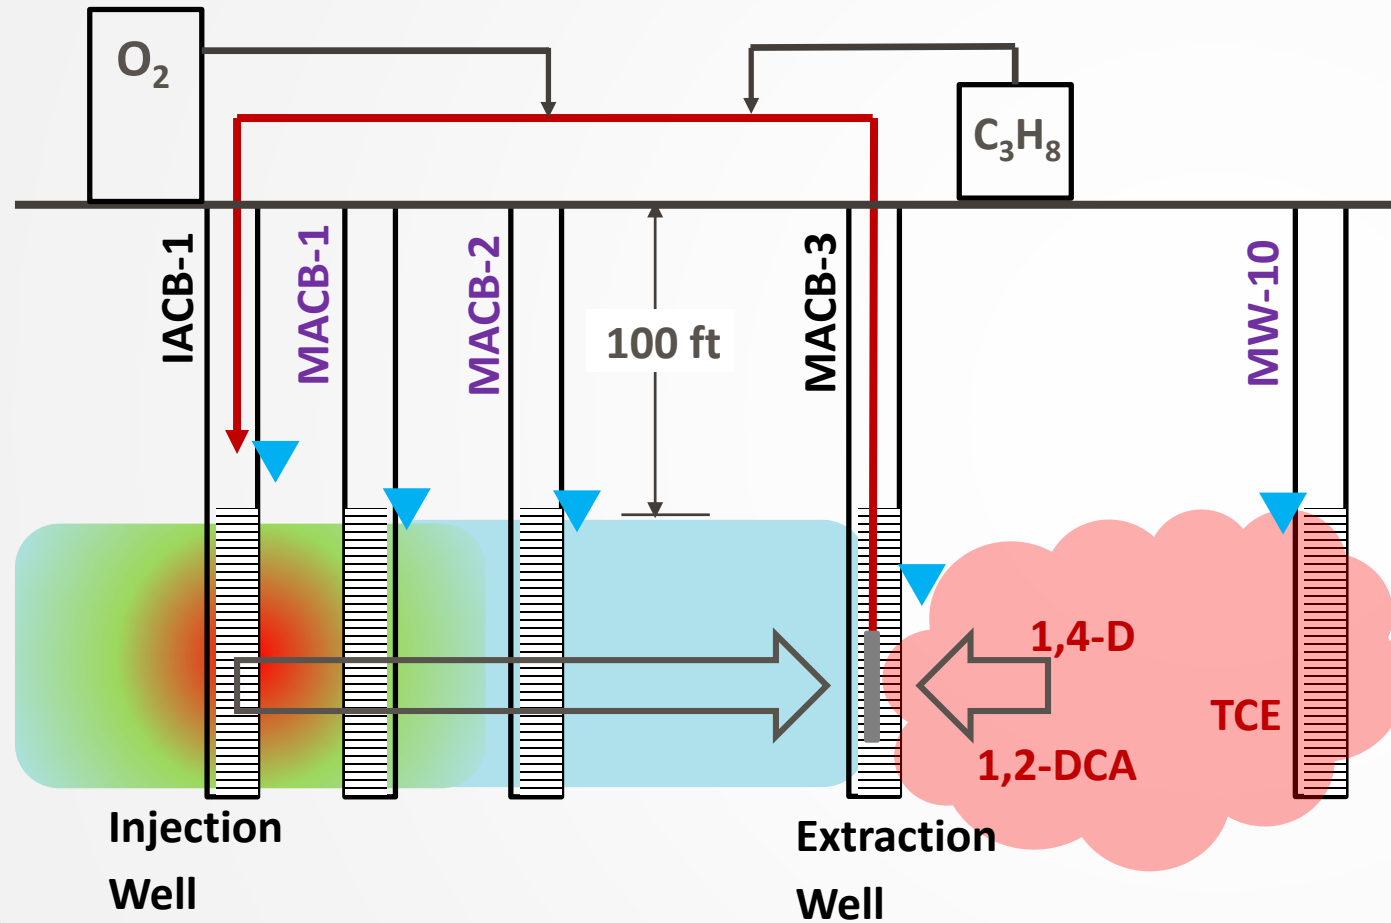 O₂
C₃H₈
IACB-1
MACB-1
MACB-2
100 ft
MACB-3
MW-10
1,4-D
TCE
1,2-DCA
Injection
Well
Extraction
Well